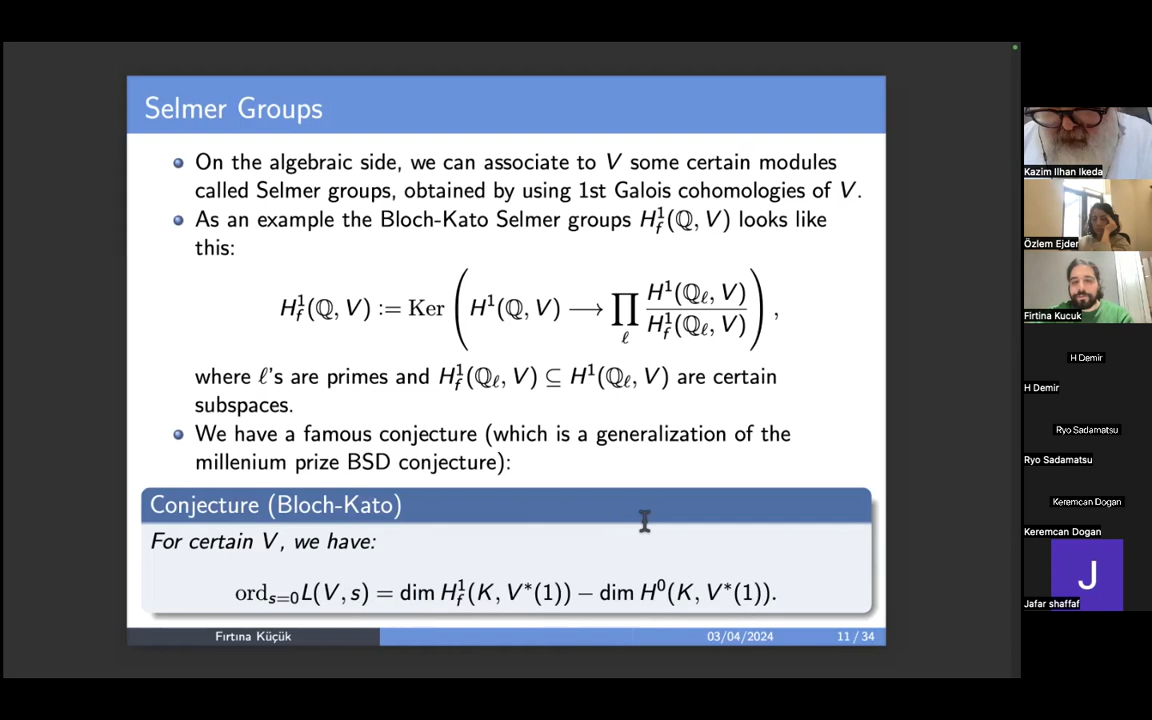 Selmer Groups
On the algebraic side, we can associate to V some certain modules
called Selmer groups, obtained by using 1st Galois cohomologies of V.
As an example the Bloch-Kato Selmer groups H¹_f(ℚ, V) looks like
this:
H¹_f(ℚ, V) := Ker ( H¹(ℚ, V) ⟶ ∏_ℓ H¹(ℚ_ℓ, V) / H¹_f(ℚ_ℓ, V) ) ,
where ℓ's are primes and H¹_f(ℚ_ℓ, V) ⊆ H¹(ℚ_ℓ, V) are certain
subspaces.
We have a famous conjecture (which is a generalization of the
millenium prize BSD conjecture):
Conjecture (Bloch-Kato)
For certain V, we have:
ord_{s=0} L(V, s) = dim H¹_f(K, V*(1)) − dim H⁰(K, V*(1)).
Fırtına Küçük
03/04/2024
11 / 34
Kazim Ilhan Ikeda
Özlem Ejder
Firtina Kucuk
H Demir
H Demir
Ryo Sadamatsu
Ryo Sadamatsu
Keremcan Dogan
Keremcan Dogan
J
Jafar shaffaf